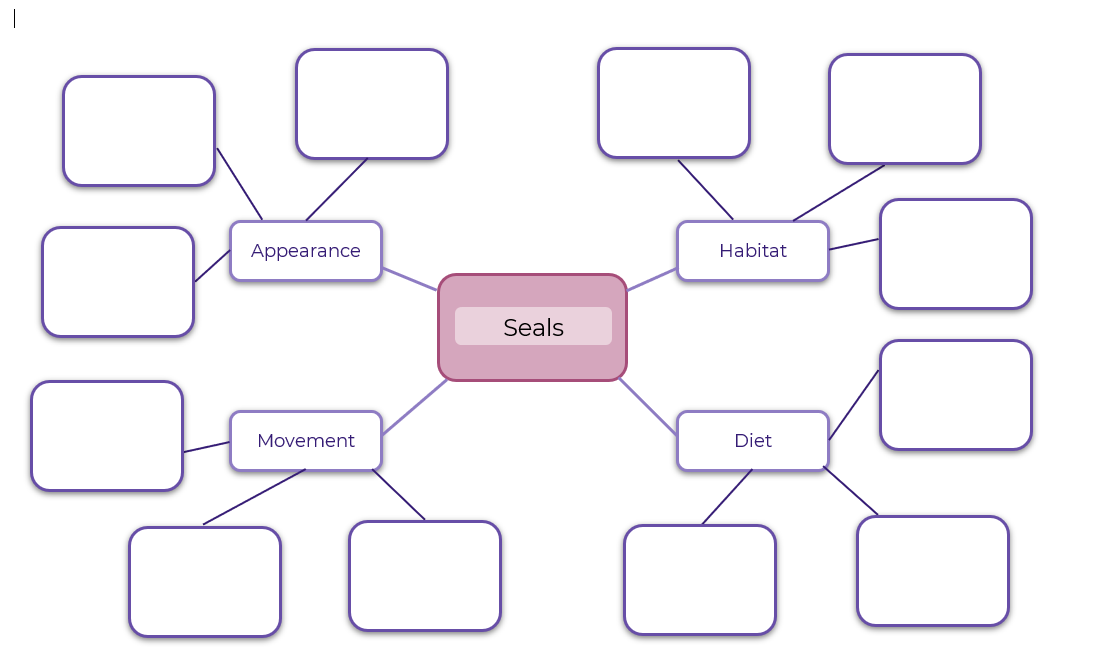 Appearance
Habitat
Seals
Movement
Diet